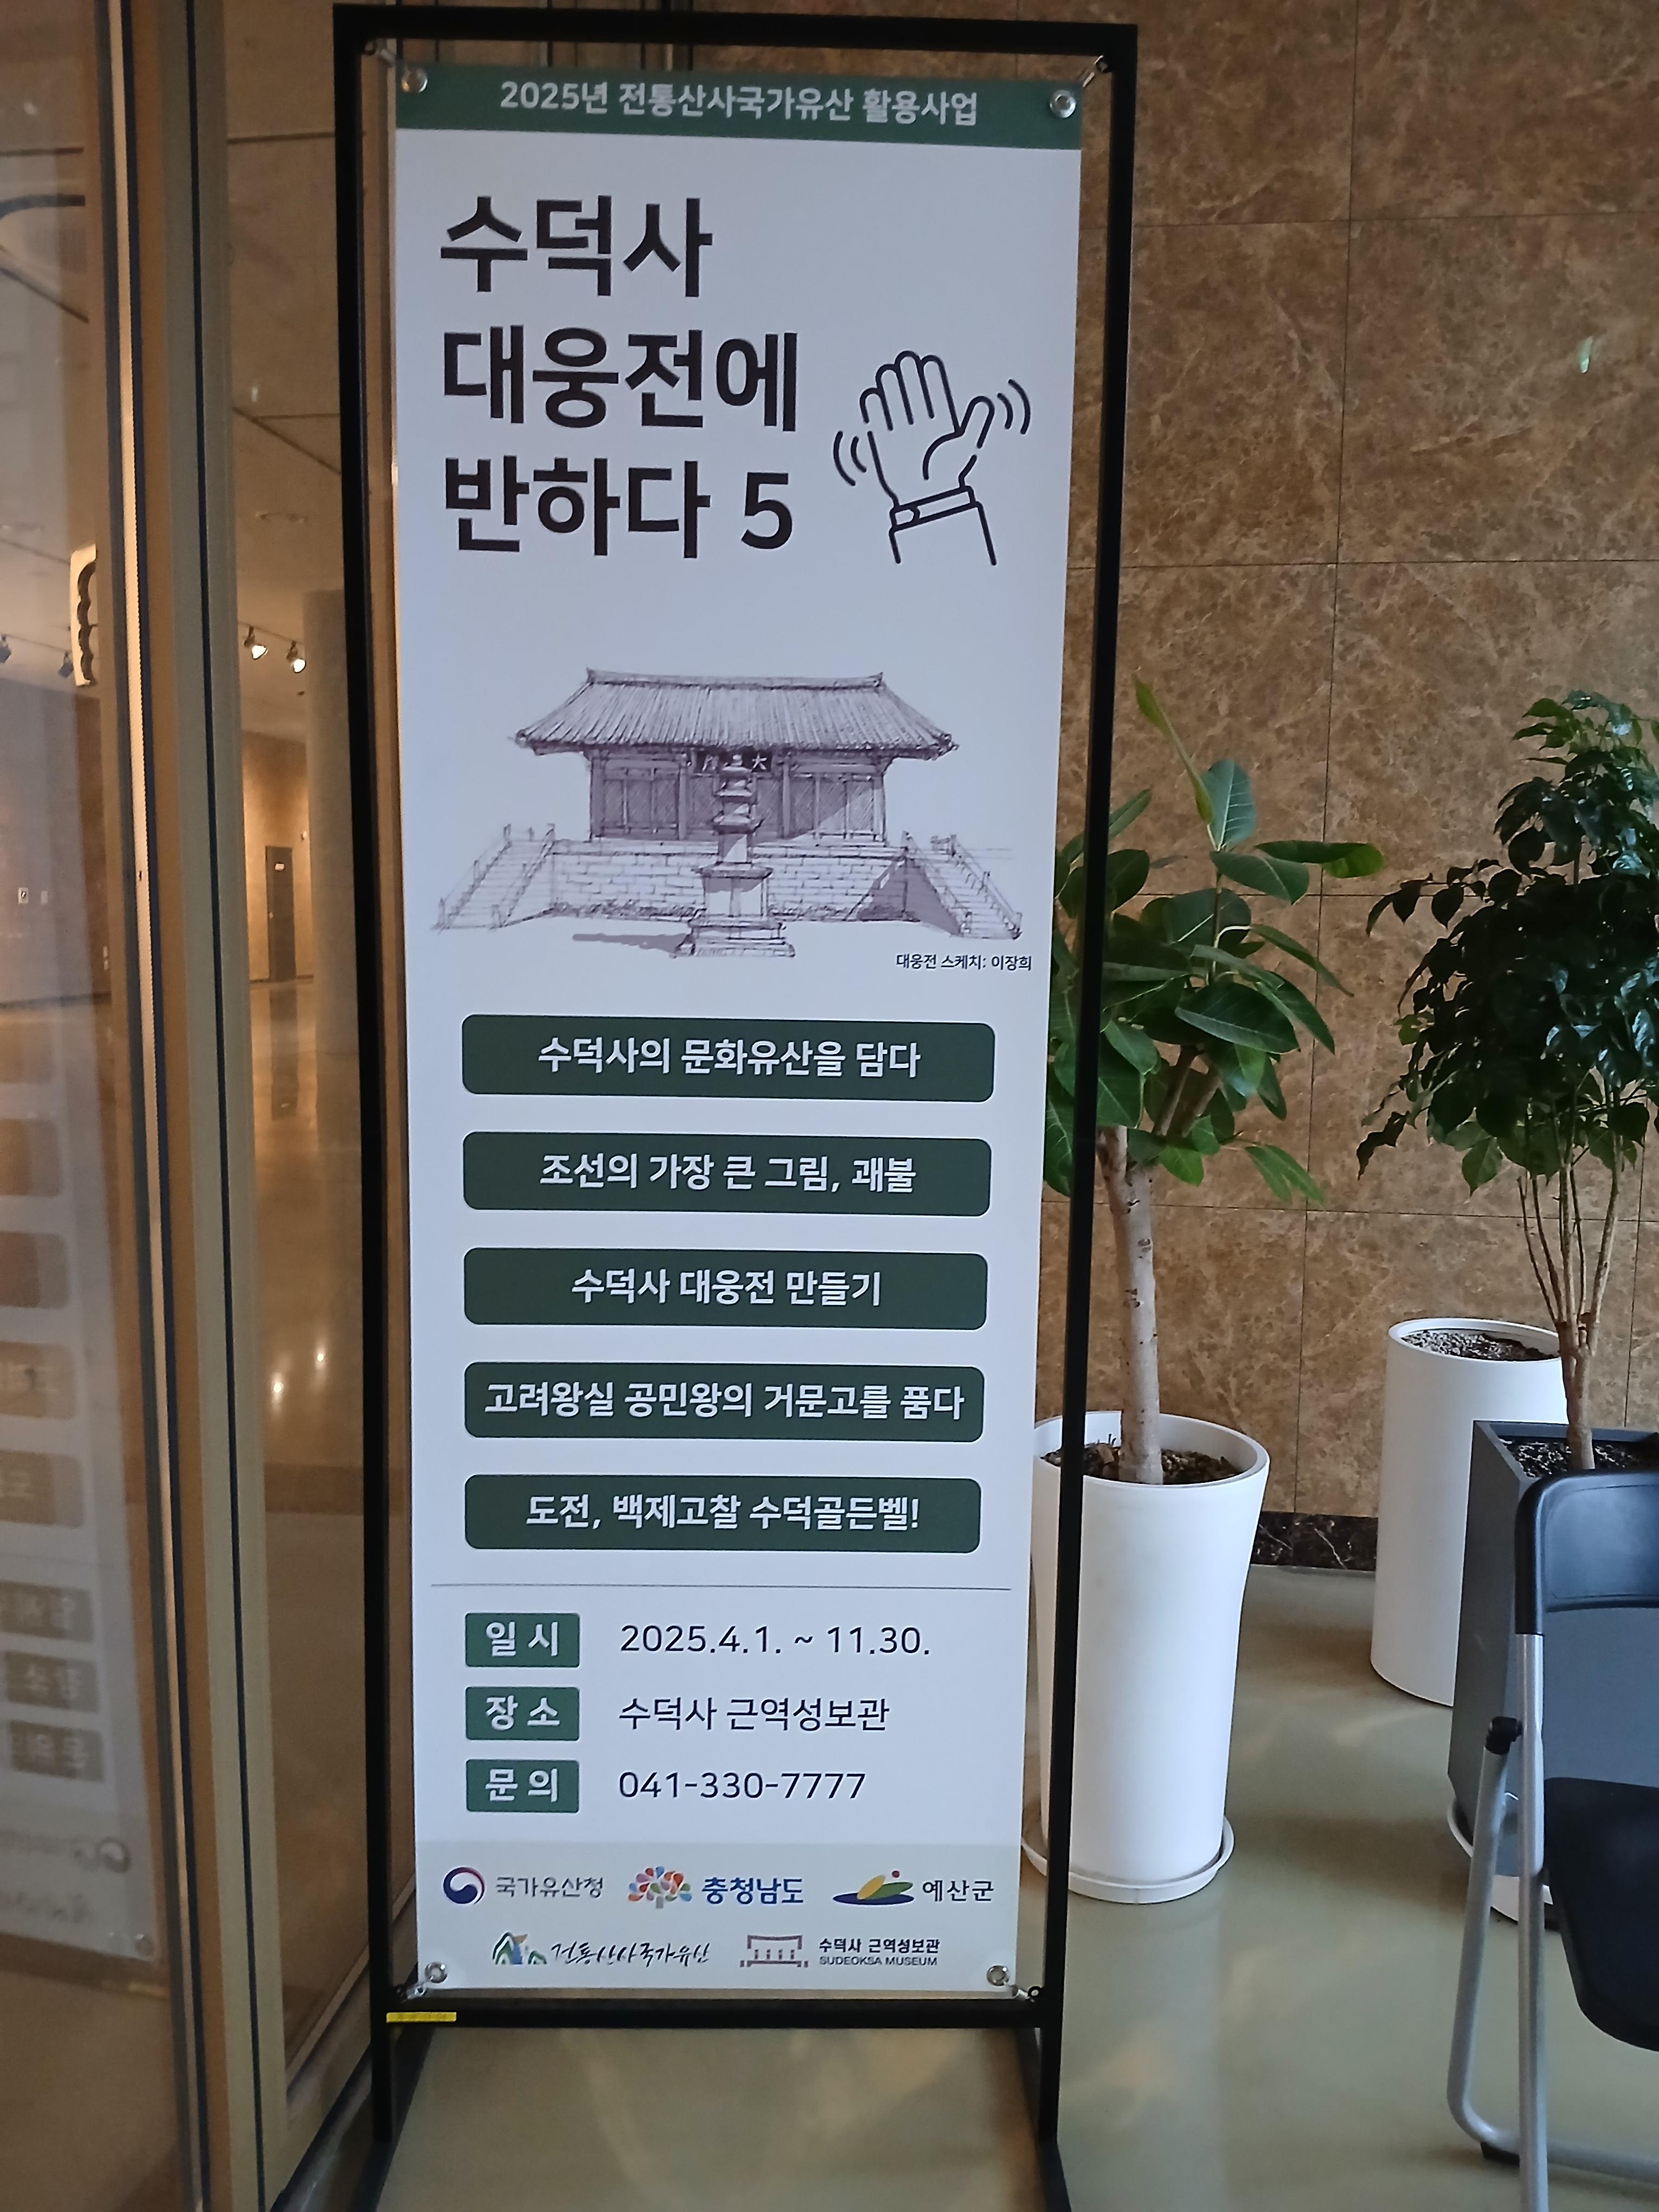 2025년 전통산사국가유산 활용사업
수덕사
대웅전에
반하다 5
대웅전 스케치: 이장희
수덕사의 문화유산을 담다
조선의 가장 큰 그림, 괘불
수덕사 대웅전 만들기
고려왕실 공민왕의 거문고를 품다
도전, 백제고찰 수덕골든벨!
일 시 2025.4.1. ~ 11.30.
장 소 수덕사 근역성보관
문 의 041-330-7777
국가유산청 충청남도 예산군
전통산사국가유산 수덕사 근역성보관
SUDEOKSA MUSEUM